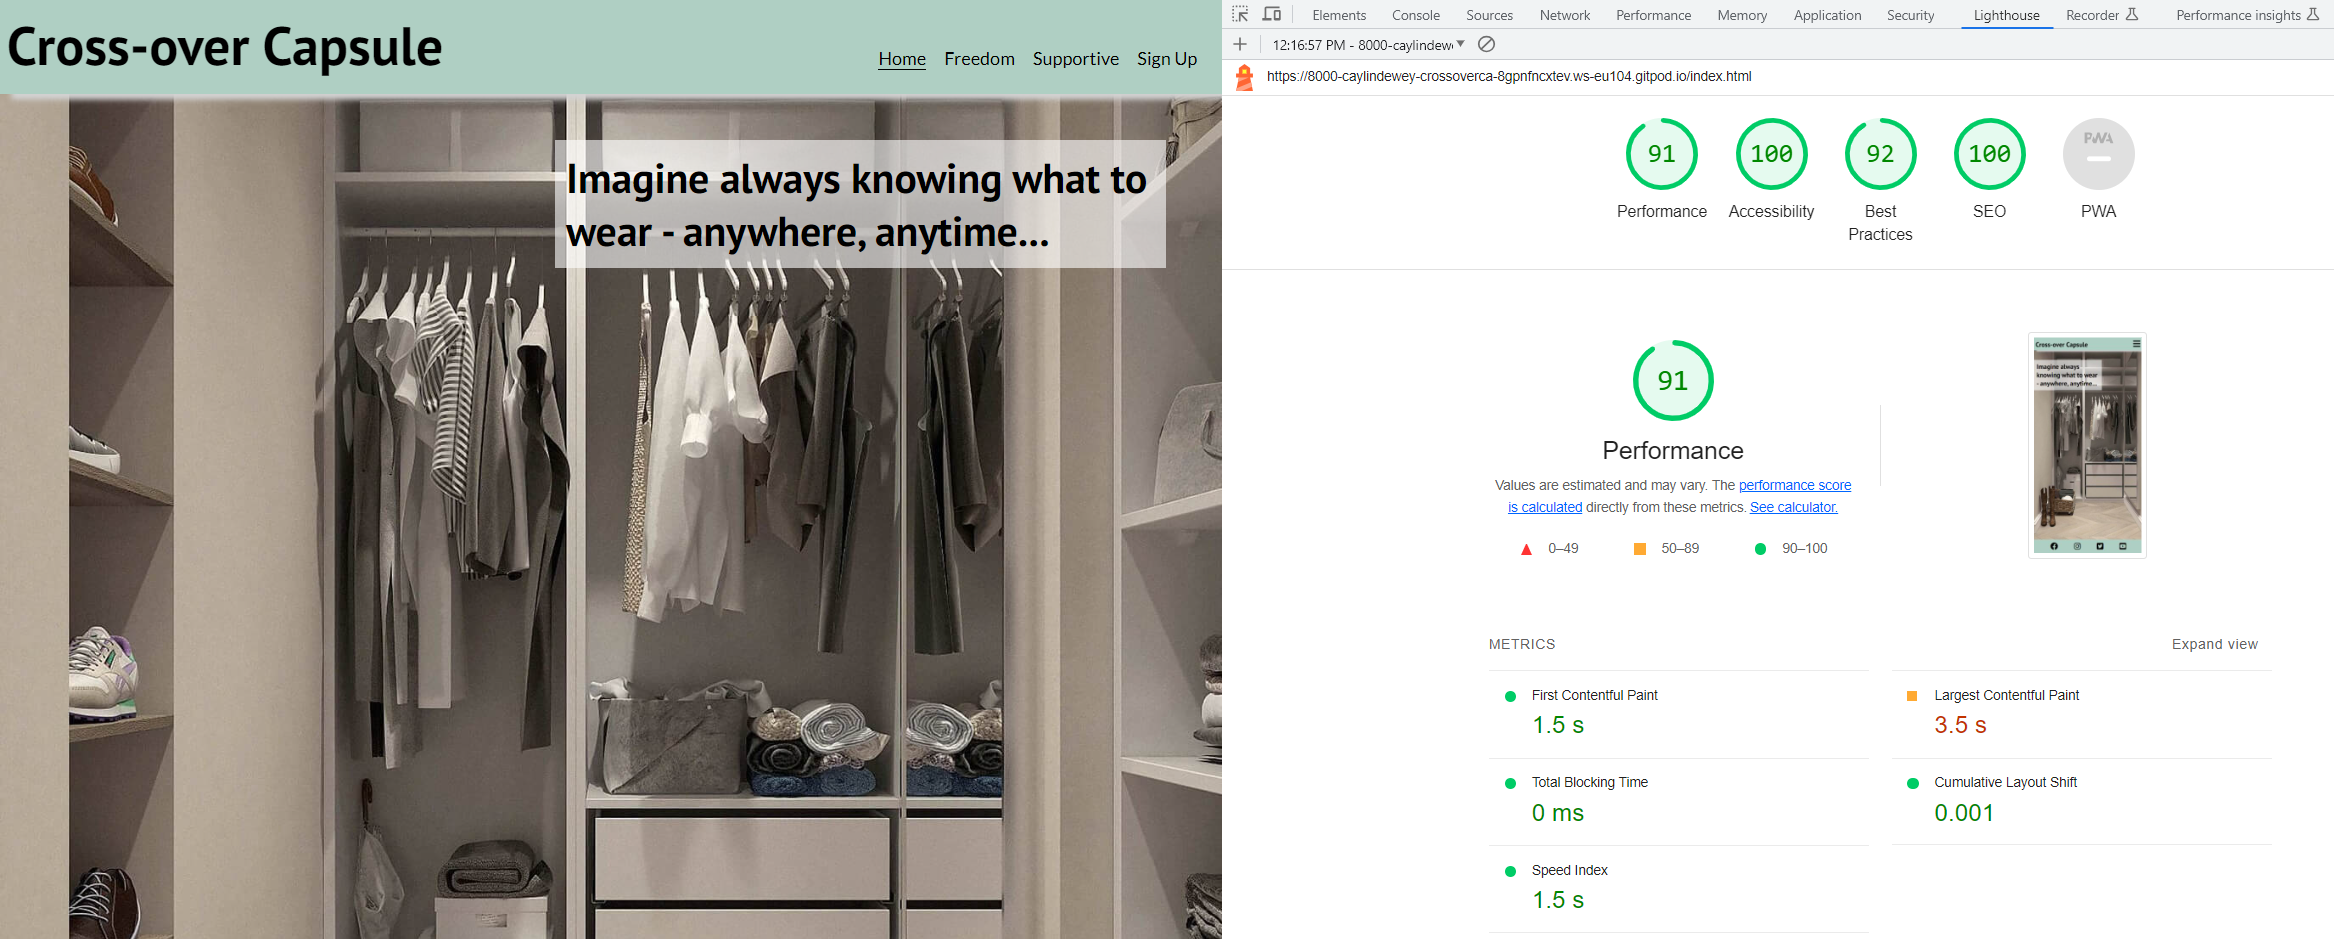 Cross-over Capsule
Home Freedom Supportive Sign Up
Imagine always knowing what to
wear - anywhere, anytime...
Elements Console Sources Network Performance Memory Application Security Lighthouse Recorder Performance insights
12:16:57 PM - 8000-caylindew
https://8000-caylindewey-crossoverca-8gpnfncxtev.ws-eu104.gitpod.io/index.html
91 100 92 100 PWA
Performance Accessibility Best Practices SEO PWA
91
Performance
Values are estimated and may vary. The performance score
is calculated directly from these metrics. See calculator.
0–49 50–89 90–100
Cross-over Capsule
Imagine always
knowing what to wear
- anywhere, anytime...
METRICS
Expand view
First Contentful Paint
1.5 s
Largest Contentful Paint
3.5 s
Total Blocking Time
0 ms
Cumulative Layout Shift
0.001
Speed Index
1.5 s